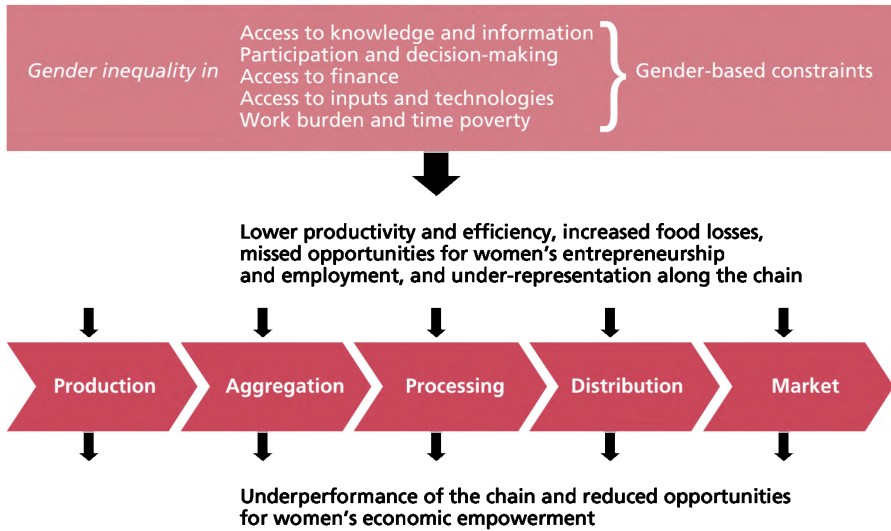 Gender inequality in
Access to knowledge and information
Participation and decision-making
Access to finance
Access to inputs and technologies
Work burden and time poverty
Gender-based constraints
Lower productivity and efficiency, increased food losses,
missed opportunities for women’s entrepreneurship
and employment, and under-representation along the chain
Production
Aggregation
Processing
Distribution
Market
Underperformance of the chain and reduced opportunities
for women’s economic empowerment